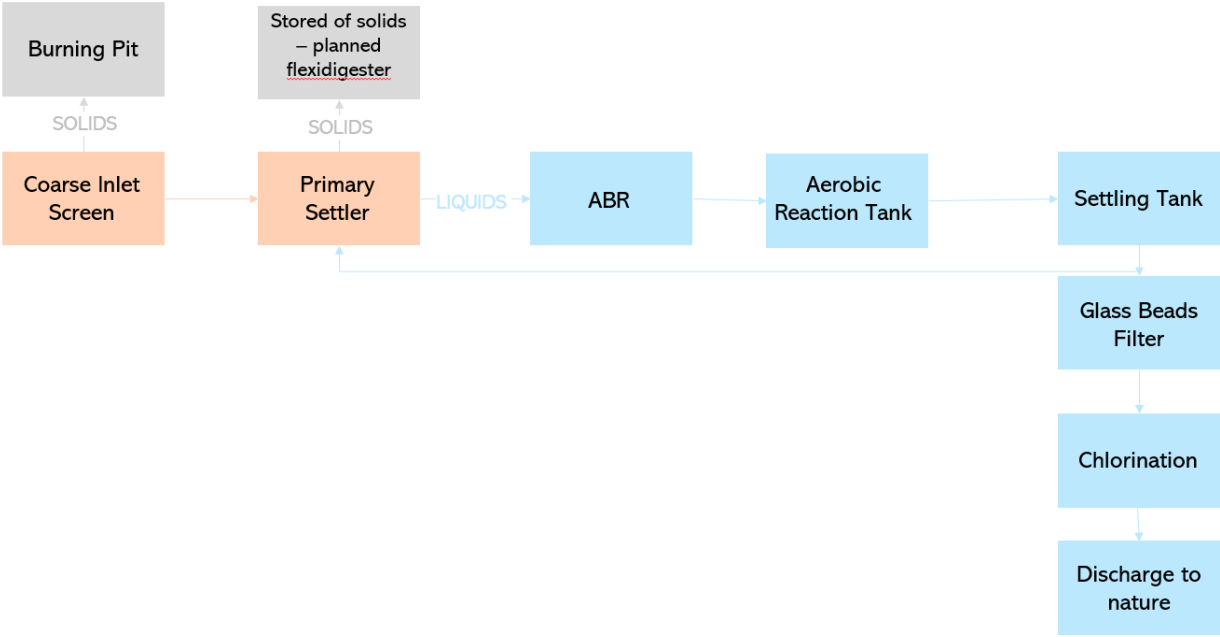 Burning Pit
Stored of solids
– planned
flexidigester
SOLIDS
SOLIDS
Coarse Inlet
Screen
Primary
Settler
LIQUIDS
ABR
Aerobic
Reaction Tank
Settling Tank
Glass Beads
Filter
Chlorination
Discharge to
nature